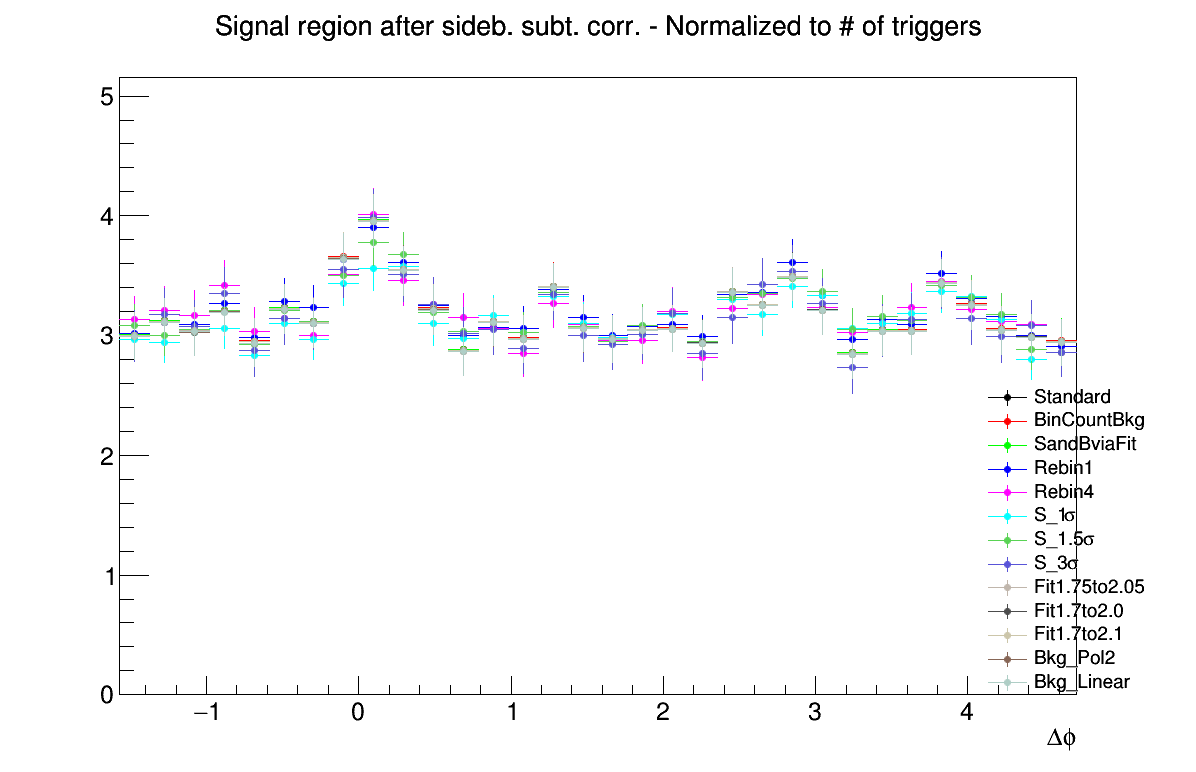 Signal region after sideb. subt. corr. - Normalized to # of triggers
5
4
3
2
1
0
−1
0
1
2
3
4
Δϕ
Standard
BinCountBkg
SandBviaFit
Rebin1
Rebin4
S_1σ
S_1.5σ
S_3σ
Fit1.75to2.05
Fit1.7to2.0
Fit1.7to2.1
Bkg_Pol2
Bkg_Linear